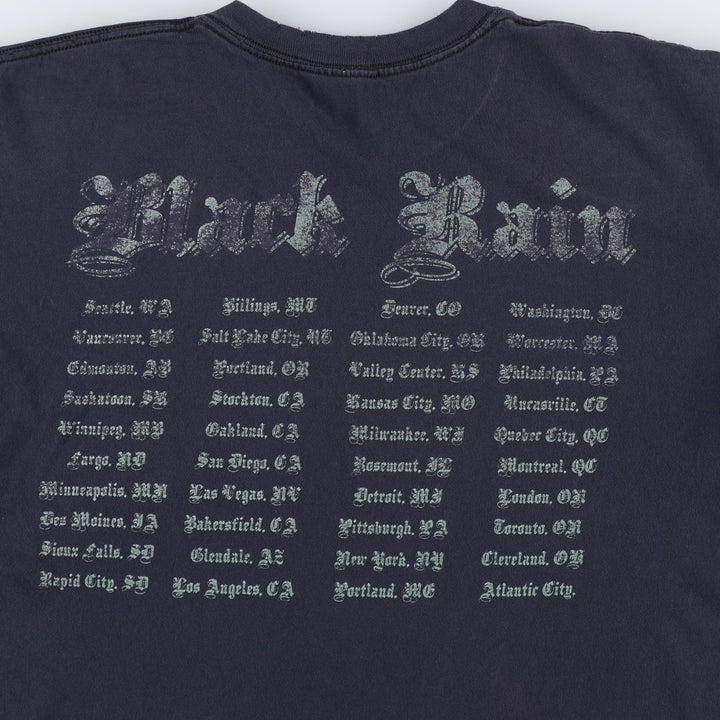 Black Rain
Seattle, WA
Vancouver, BC
Edmonton, AB
Saskatoon, SK
Winnipeg, MB
Fargo, ND
Minneapolis, MN
Des Moines, IA
Sioux Falls, SD
Rapid City, SD
Billings, MT
Salt Lake City, UT
Portland, OR
Stockton, CA
Oakland, CA
San Diego, CA
Las Vegas, NV
Bakersfield, CA
Glendale, AZ
Los Angeles, CA
Denver, CO
Oklahoma City, OK
Valley Center, KS
Kansas City, MO
Milwaukee, WI
Rosemont, IL
Detroit, MI
Pittsburgh, PA
New York, NY
Portland, ME
Washington, DC
Worcester, MA
Philadelphia, PA
Uncasville, CT
Quebec City, QC
Montreal, QC
London, ON
Toronto, ON
Cleveland, OH
Atlantic City,